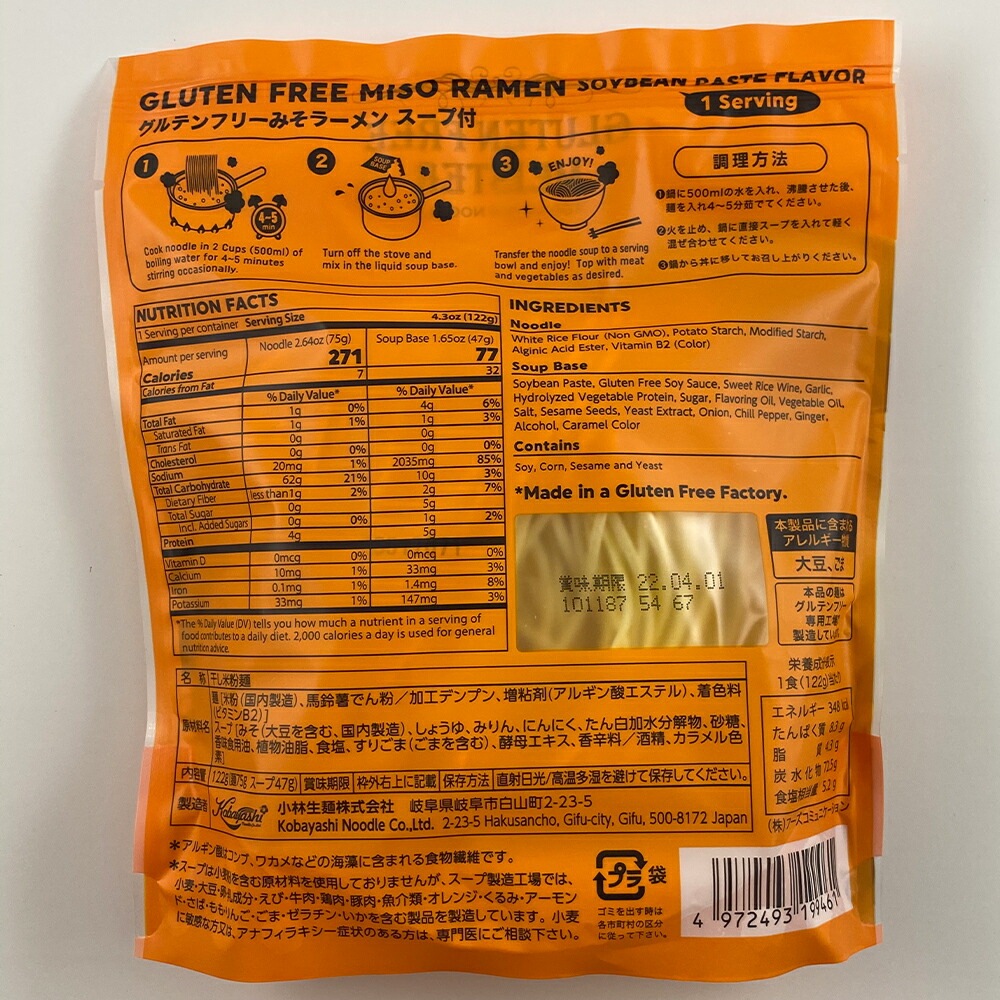 GLUTEN FREE MISO RAMEN SOYBEAN PASTE FLAVOR
グルテンフリーみそラーメン スープ付
1 Serving
1
4-5 min
Cook noodle in 2 Cups (500ml) of
boiling water for 4~5 minutes
stirring occasionally.
2
SOUP BASE
Turn off the stove and
mix in the liquid soup base.
3
ENJOY!
Transfer the noodle soup to a serving
bowl and enjoy! Top with meat
and vegetables as desired.
調理方法
❶鍋に500mlの水を入れ、沸騰させた後、
麺を入れ4〜5分茹でてください。
❷火を止め、鍋に直接スープを入れて軽く
混ぜ合わせてください。
❸鍋から丼に移してお召し上がりください。
NUTRITION FACTS
1 Serving per container Serving Size 4.3oz (122g)
Amount per serving Noodle 2.64oz (75g) Soup Base 1.65oz (47g)
Calories 271 77
Calories from Fat 7 32
% Daily Value* % Daily Value*
Total Fat 1g 0% 4g 6%
Saturated Fat 1g 1% 1g 3%
Trans Fat 0g 0g
Cholesterol 0g 0% 0g 0%
Sodium 20mg 1% 2035mg 85%
Total Carbohydrate 62g 21% 10g 3%
Dietary Fiber less than 1g 2% 2g 7%
Total Sugar 0g 5g
incl. Added Sugars 0g 0% 1g 2%
Protein 4g 5g
Vitamin D 0mcg 0% 0mcg 0%
Calcium 10mg 1% 33mg 3%
Iron 0.1mg 1% 1.4mg 8%
Potassium 33mg 1% 147mg 3%
*The % Daily Value (DV) tells you how much a nutrient in a serving of
food contributes to a daily diet. 2,000 calories a day is used for general
nutrition advice.
INGREDIENTS
Noodle
White Rice Flour (Non GMO), Potato Starch, Modified Starch,
Alginic Acid Ester, Vitamin B2 (Color)
Soup Base
Soybean Paste, Gluten Free Soy Sauce, Sweet Rice Wine, Garlic,
Hydrolyzed Vegetable Protein, Sugar, Flavoring Oil, Vegetable Oil,
Salt, Sesame Seeds, Yeast Extract, Onion, Chill Pepper, Ginger,
Alcohol, Caramel Color
Contains
Soy, Corn, Sesame and Yeast
*Made in a Gluten Free Factory.
賞味期限 22.04.01
101187 54 67
本製品に含まれる
アレルギー物質
大豆、ごま
本品の麺は
グルテンフリー
専用工場で
製造してい
名 称 干し米粉麺
原材料名 麺[米粉(国内製造)、馬鈴薯でん粉／加工デンプン、増粘剤(アルギン酸エステル)、着色料
(ビタミンB2)]
スープ[みそ(大豆を含む、国内製造)、しょうゆ、みりん、にんにく、たん白加水分解物、砂糖、
香味食用油、植物油脂、食塩、すりごま(ごまを含む)、酵母エキス、香辛料／酒精、カラメル色
素]
内容量 122g(麺75g スープ47g) 賞味期限 枠外右上に記載 保存方法 直射日光/高温多湿を避けて保存してください。
製造者 Kobayashi 小林生麺株式会社 岐阜県岐阜市白山町2-23-5
Kobayashi Noodle Co.,Ltd. 2-23-5 Hakusancho, Gifu-city, Gifu, 500-8172 Japan
栄養成分表示
1食(122g)当たり
エネルギー 348 kcal
たんぱく質 8.3 g
脂 質 4.3 g
炭水化物 72.5g
食塩相当量 5.2 g
(株)アーズコミュニケーション
*アルギン酸はコンブ、ワカメなどの海藻に含まれる食物繊維です。
*スープは小麦を含む原材料を使用しておりませんが、スープ製造工場では、
小麦・大豆・卵・乳成分・えび・牛肉・鶏肉・豚肉・魚介類・オレンジ・くるみ・アーモン
ド・さば・もも・りんご・ごま・ゼラチン・いかを含む製品を製造しています。小麦
に敏感な方又は、アナフィラキシー症状のある方は、専門医にご相談下さい。
プラ 袋
ゴミを出す時は
各市町村の区分
に従って下さい。
4 972493 199461